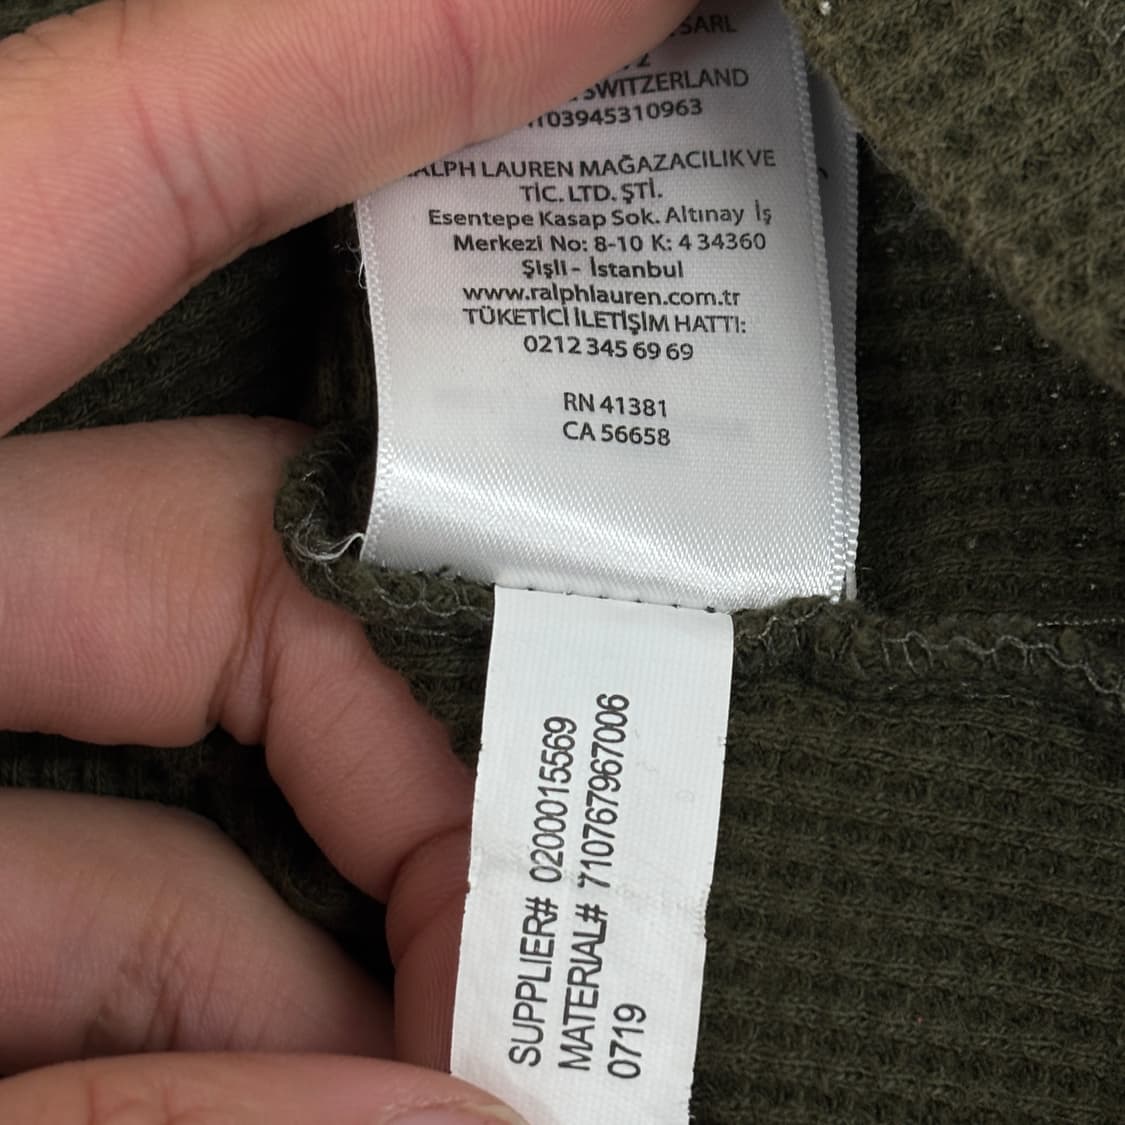 SARL
SWITZERLAND
03945310963
RALPH LAUREN MAĞAZACILIK VE
TİC. LTD. ŞTİ.
Esentepe Kasap Sok. Altınay İş
Merkezi No: 8-10 K: 4 34360
Şişli - İstanbul
www.ralphlauren.com.tr
TÜKETİCİ İLETİŞİM HATTI:
0212 345 69 69
RN 41381
CA 56658
SUPPLIER# 0200015569
MATERIAL# 710767967006
0719